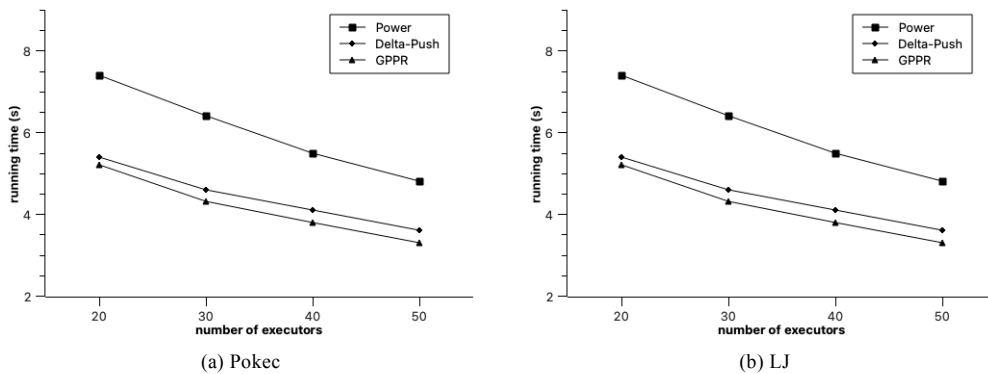 Power
Delta-Push
GPPR
8
6
4
2
running time (s)
20 30 40 50
number of executors
(a) Pokec
Power
Delta-Push
GPPR
8
6
4
2
running time (s)
20 30 40 50
number of executors
(b) LJ